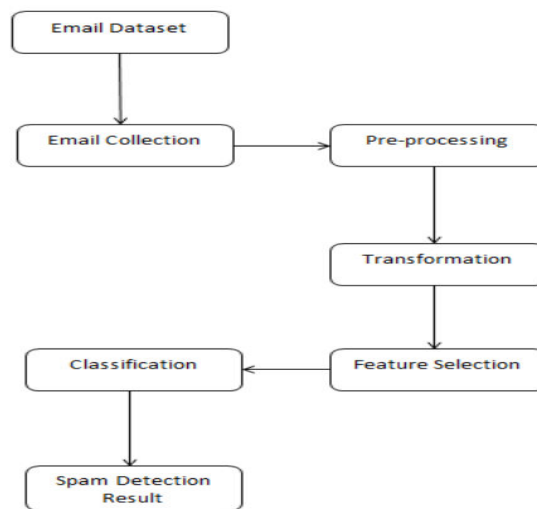 Email Dataset
Email Collection
Pre-processing
Transformation
Feature Selection
Classification
Spam Detection
Result